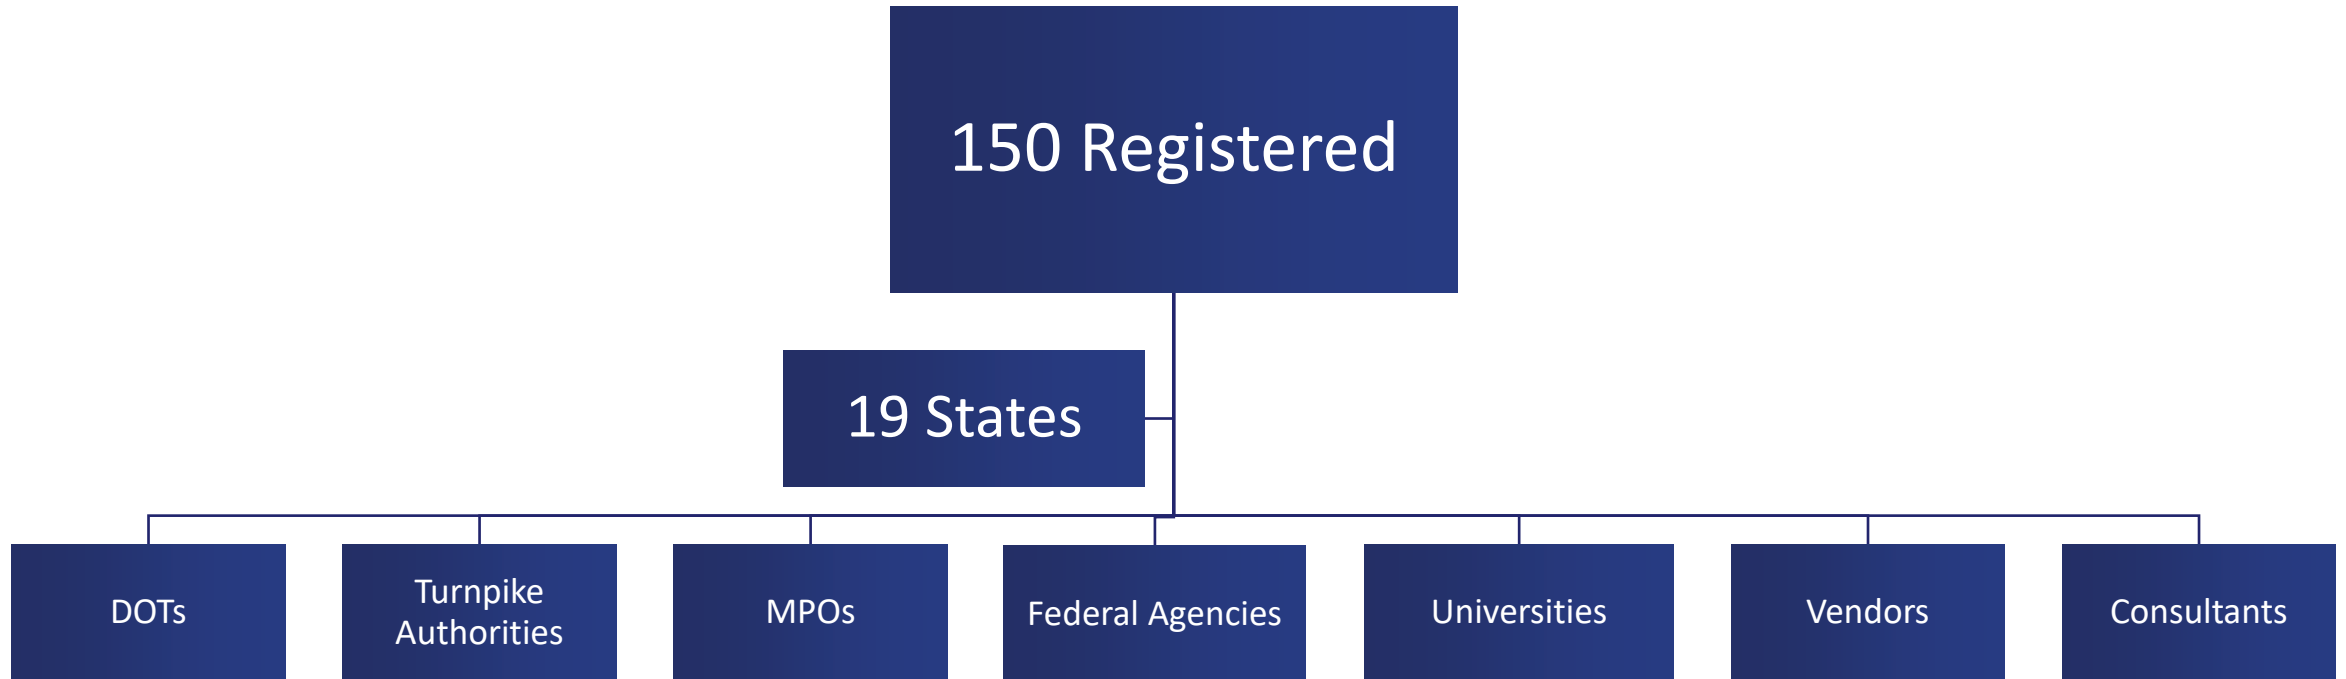 150 Registered
19 States
DOTs
Turnpike
Authorities
MPOs
Federal Agencies
Universities
Vendors
Consultants